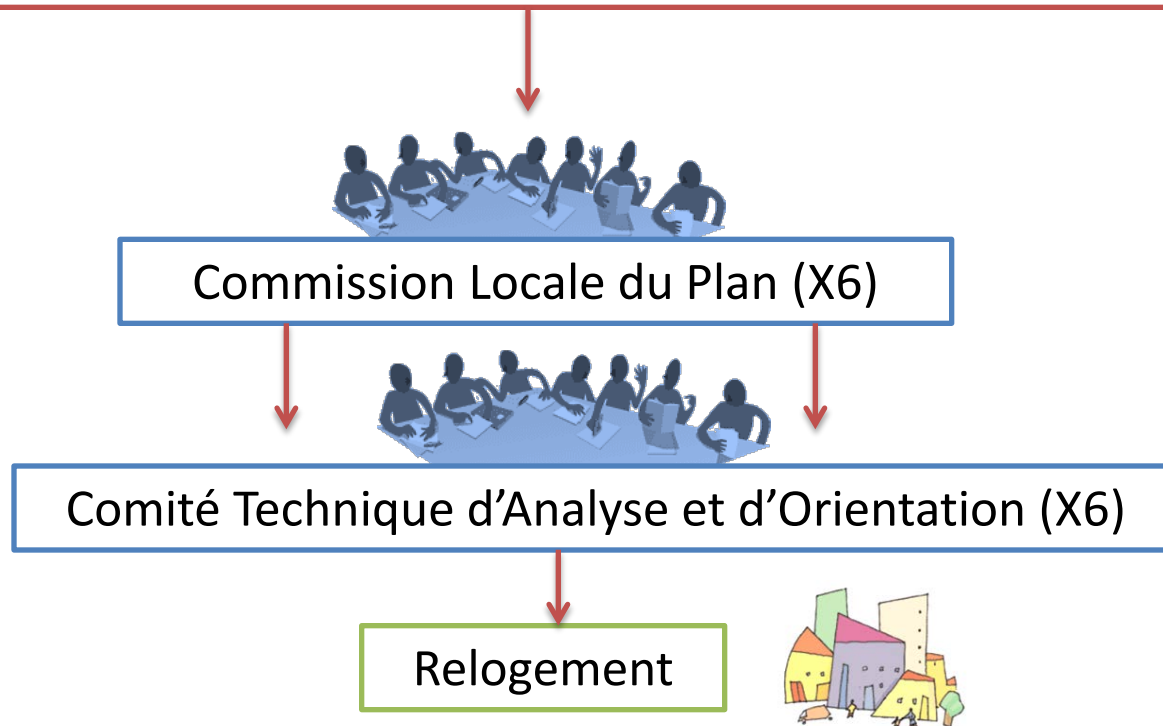 Commission Locale du Plan (X6)
Comité Technique d’Analyse et d’Orientation (X6)
Relogement